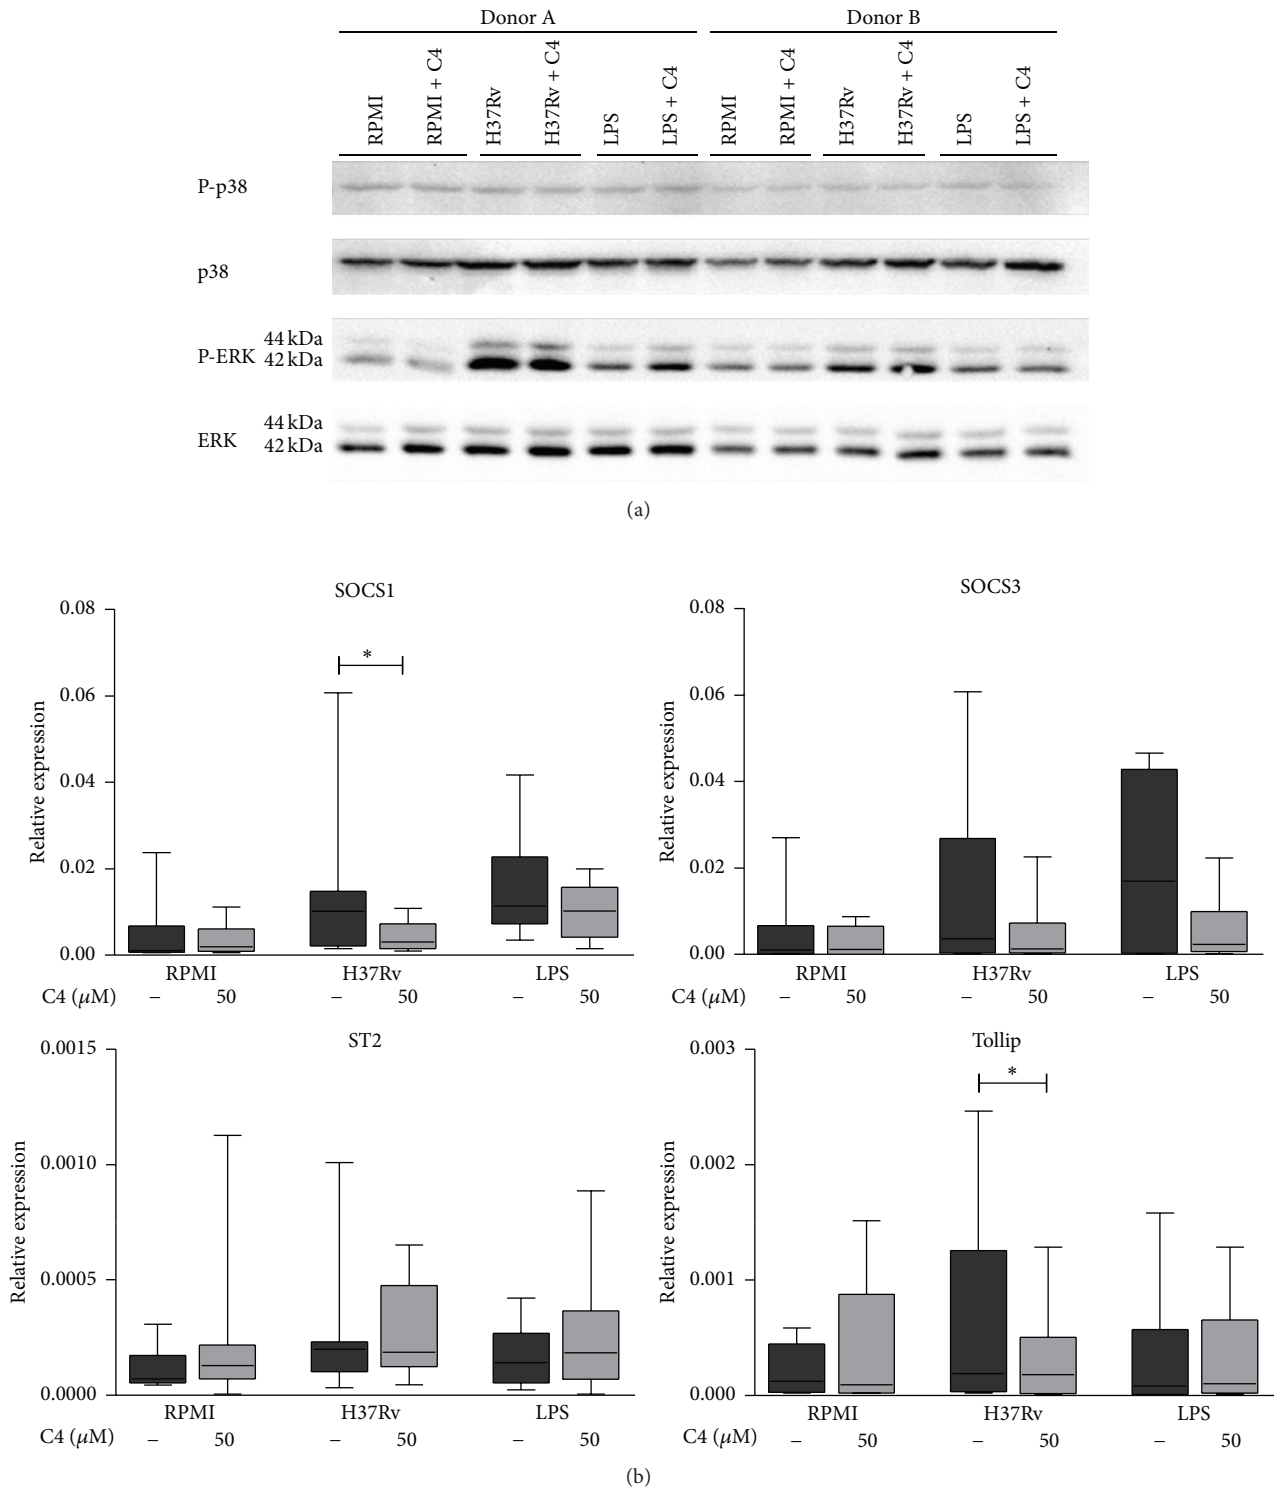 Donor A Donor B
RPMI RPMI + C4 H37Rv H37Rv + C4 LPS LPS + C4 RPMI RPMI + C4 H37Rv H37Rv + C4 LPS LPS + C4
P-p38
p38
44 kDa
P-ERK 42 kDa
44 kDa
ERK 42 kDa
(a)
SOCS1
0.08
0.06
0.04
0.02
0.00
Relative expression
*
RPMI H37Rv LPS
C4 (μM) – 50 – 50 – 50
SOCS3
0.08
0.06
0.04
0.02
0.00
Relative expression
RPMI H37Rv LPS
C4 (μM) – 50 – 50 – 50
ST2
0.0015
0.0010
0.0005
0.0000
Relative expression
RPMI H37Rv LPS
C4 (μM) – 50 – 50 – 50
Tollip
0.003
0.002
0.001
0.000
Relative expression
*
RPMI H37Rv LPS
C4 (μM) – 50 – 50 – 50
(b)